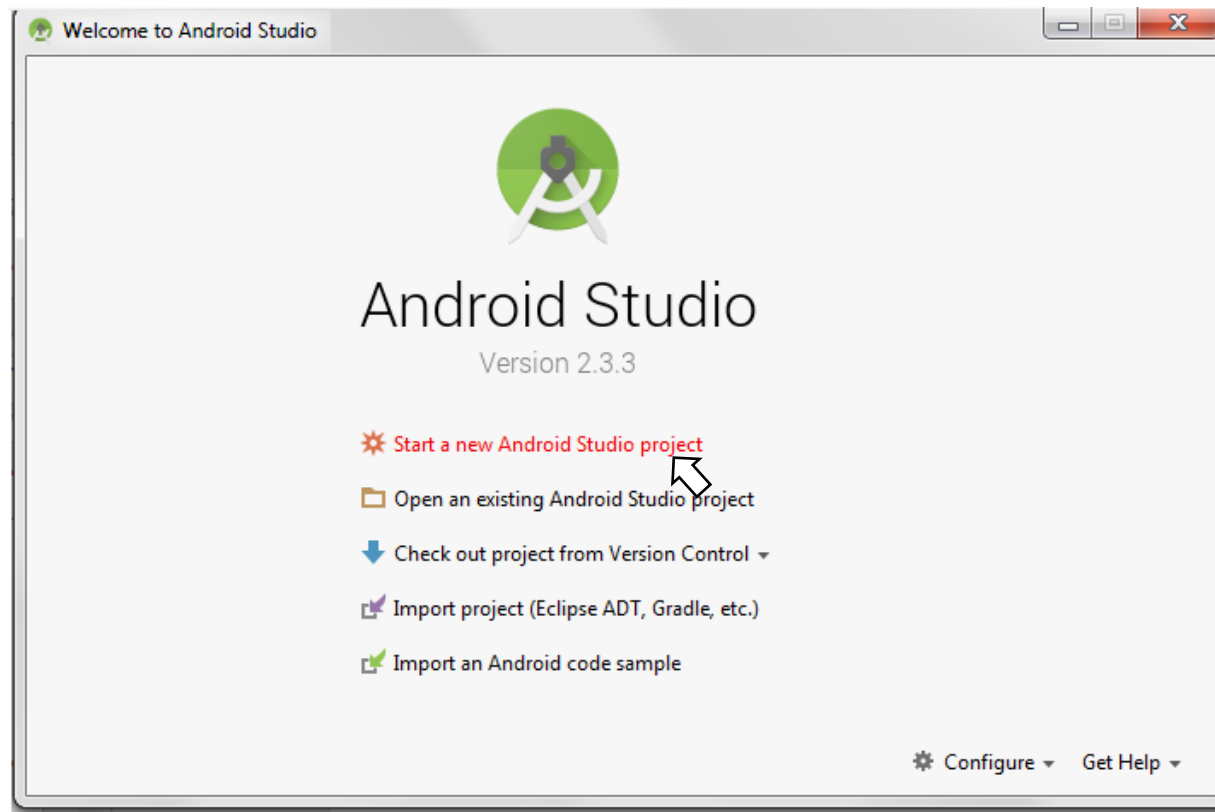 Welcome to Android Studio
Android Studio
Version 2.3.3
Start a new Android Studio project
Open an existing Android Studio project
Check out project from Version Control
Import project (Eclipse ADT, Gradle, etc.)
Import an Android code sample
Configure Get Help